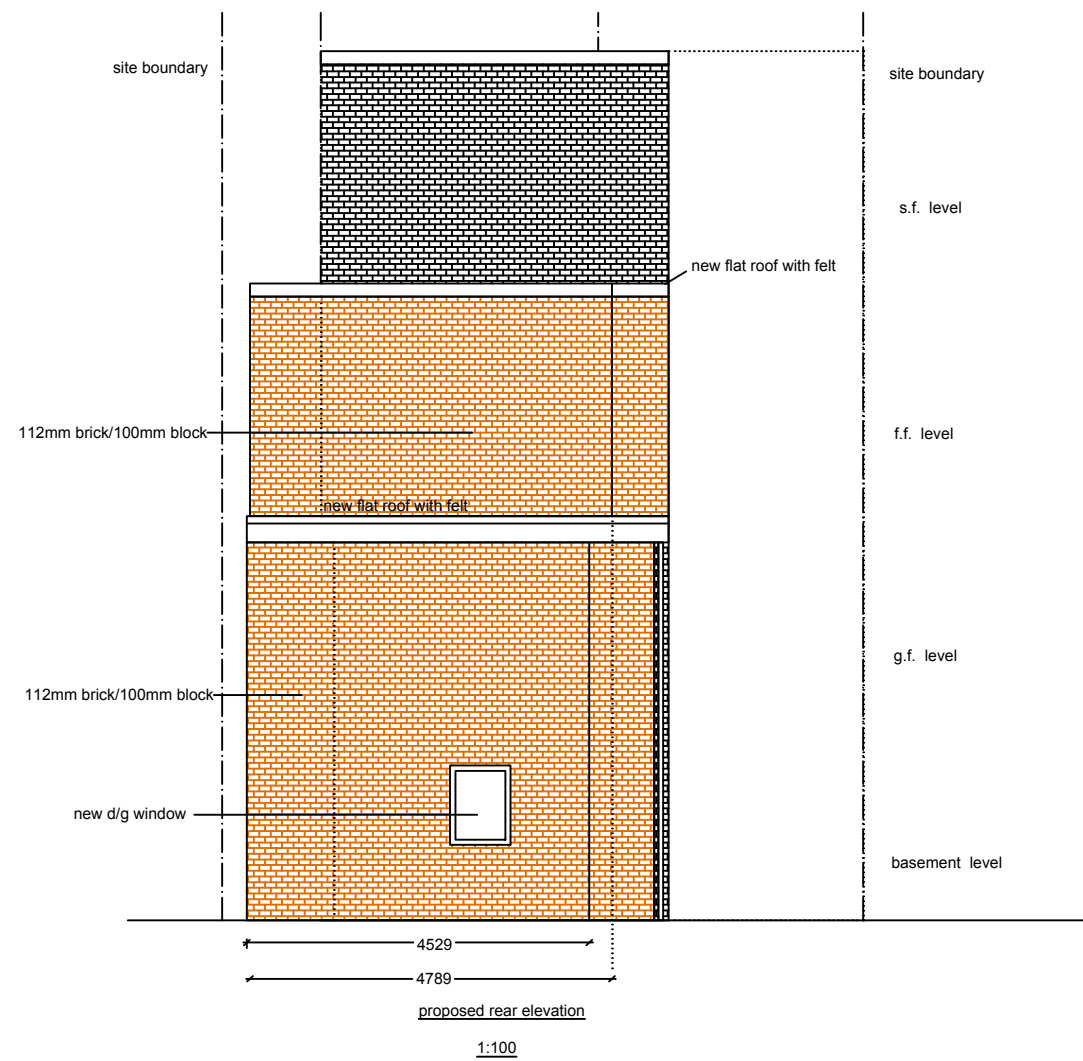 site boundary
site boundary
s.f. level
new flat roof with felt
112mm brick/100mm block
f.f. level
new flat roof with felt
g.f. level
112mm brick/100mm block
new d/g window
basement level
4529
4789
proposed rear elevation
1:100